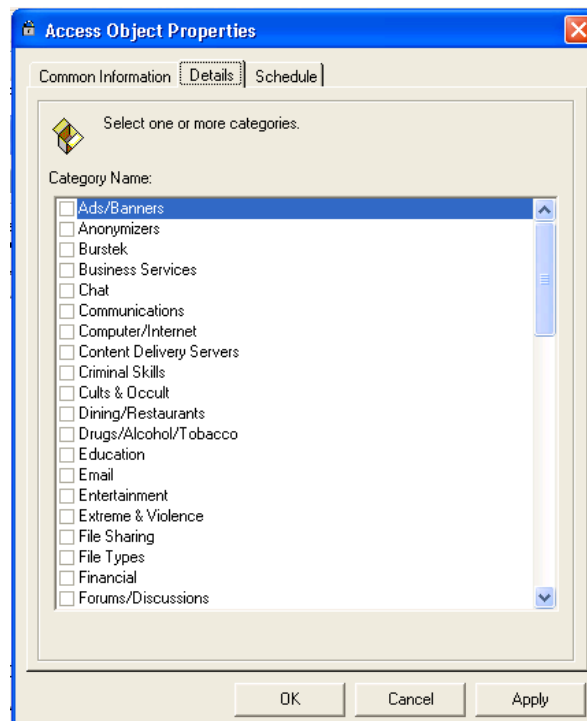 Access Object Properties
Common Information Details Schedule
Select one or more categories.
Category Name:
Ads/Banners
Anonymizers
Burstek
Business Services
Chat
Communications
Computer/Internet
Content Delivery Servers
Criminal Skills
Cults & Occult
Dining/Restaurants
Drugs/Alcohol/Tobacco
Education
Email
Entertainment
Extreme & Violence
File Sharing
File Types
Financial
Forums/Discussions
OK Cancel Apply